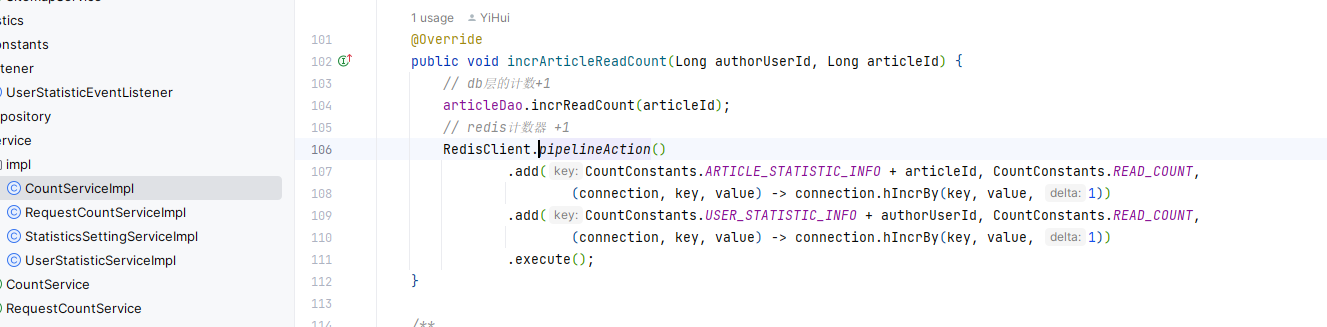 1 usage YiHui
stics
101 @Override
onstants
102 public void incrArticleReadCount(Long authorUserId, Long articleId) {
tener
103 // db层的计数+1
UserStatisticEventListener
104 articleDao.incrReadCount(articleId);
pository
105 // redis计数器 +1
ervice
106 RedisClient.pipelineAction()
impl
107 .add( key: CountConstants.ARTICLE_STATISTIC_INFO + articleId, CountConstants.READ_COUNT,
CountServiceImpl
108 (connection, key, value) -> connection.hIncrBy(key, value, delta: 1))
RequestCountServiceImpl
109 .add( key: CountConstants.USER_STATISTIC_INFO + authorUserId, CountConstants.READ_COUNT,
StatisticsSettingServiceImpl
110 (connection, key, value) -> connection.hIncrBy(key, value, delta: 1))
UserStatisticServiceImpl
111 .execute();
CountService
112 }
RequestCountService
113
/**